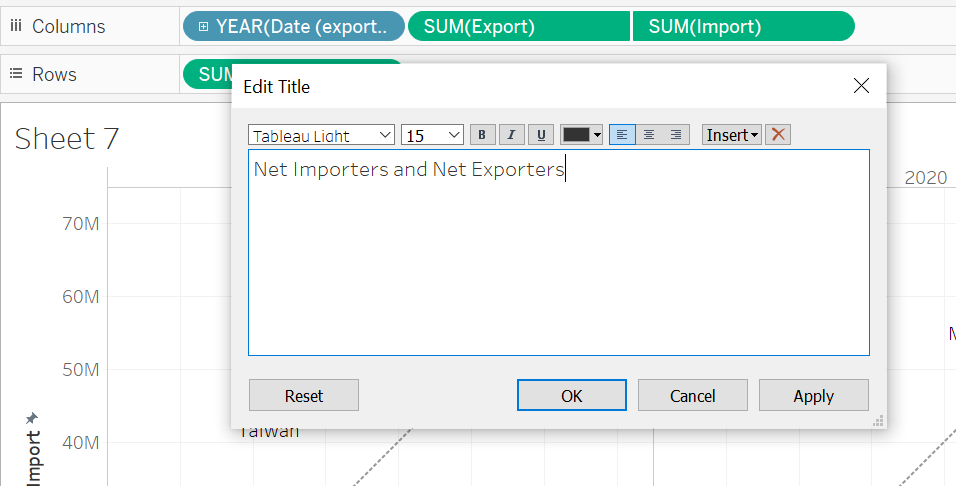 Columns
YEAR(Date (export..
SUM(Export)
SUM(Import)
Rows
SUM
Edit Title
Sheet 7
Tableau Light
15
B
I
U
Insert
Net Importers and Net Exporters
2020
70M
60M
50M
40M
Import
Reset
OK
Cancel
Apply
Taiwan